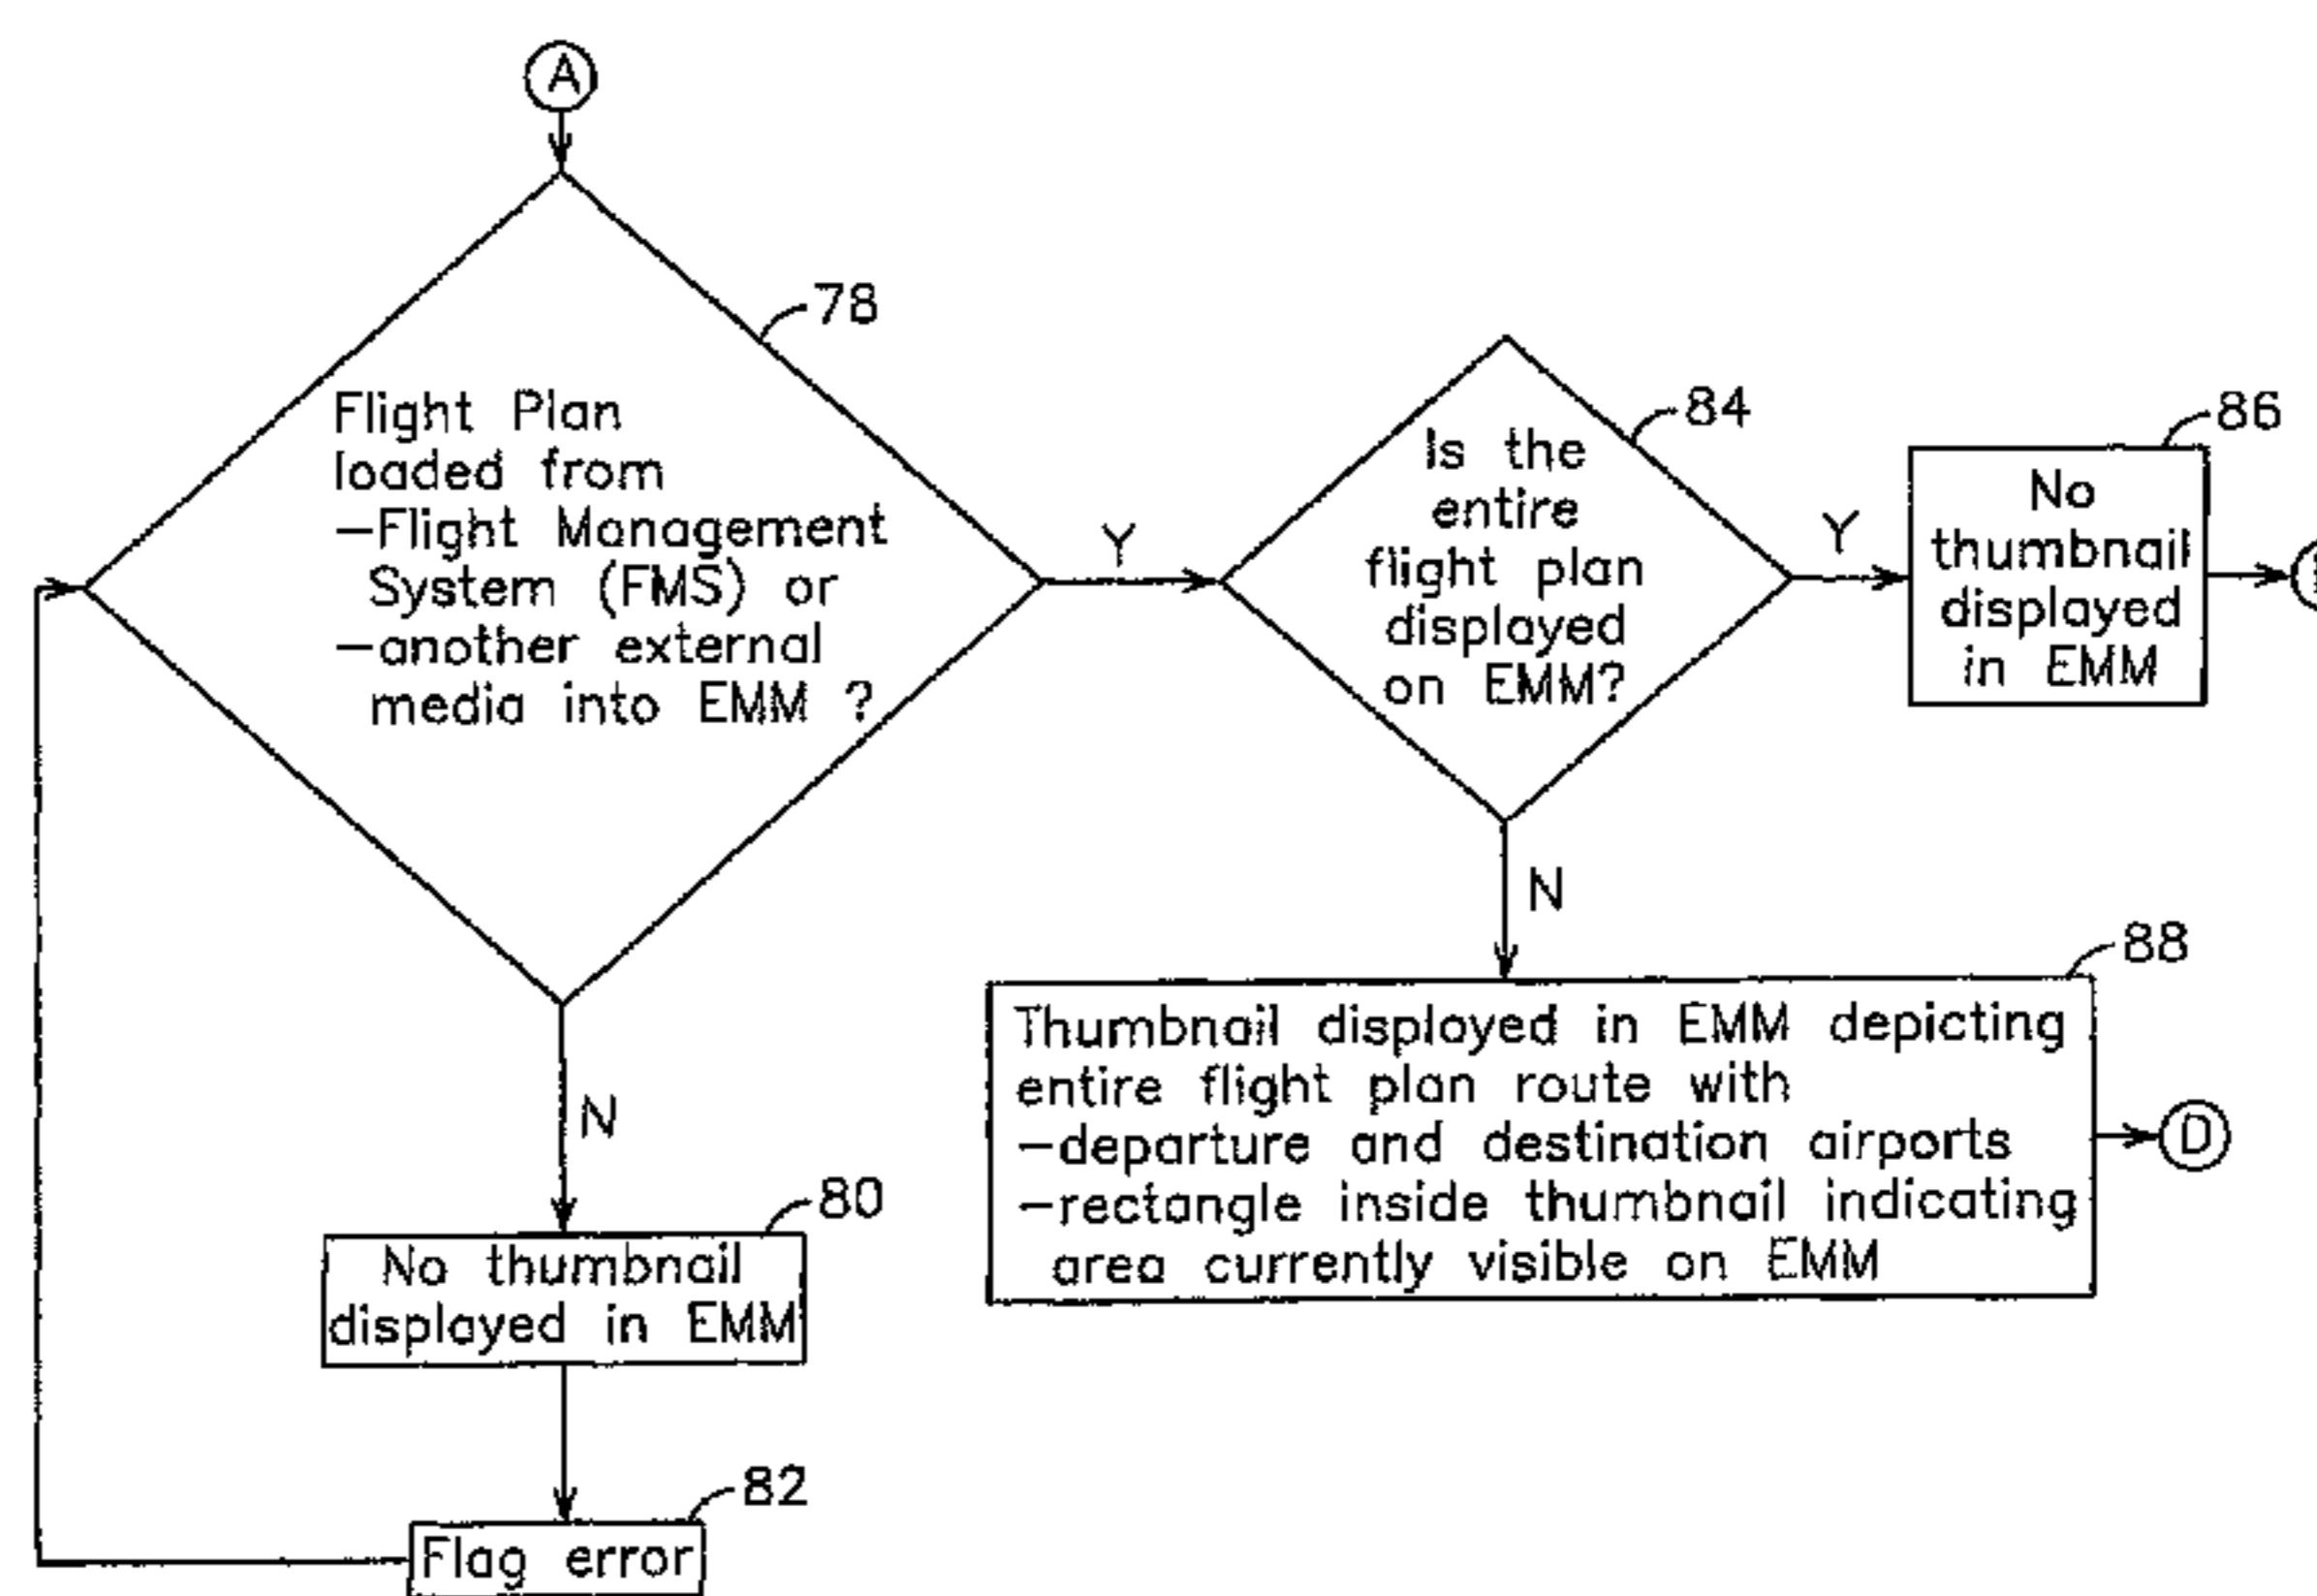 A
78
Flight Plan
loaded from
-Flight Management
System (FMS) or
-another external
media into EMM ?
Y
N
80
No thumbnail
displayed in EMM
82
Flag error
84
Is the
entire
flight plan
displayed
on EMM?
Y
N
86
No
thumbnail
displayed
in EMM
88
Thumbnail displayed in EMM depicting
entire flight plan route with
-departure and destination airports
-rectangle inside thumbnail indicating
area currently visible on EMM
D